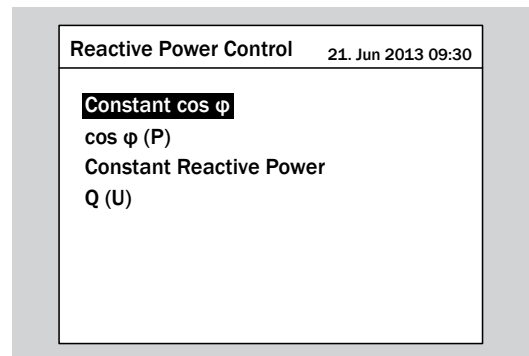 Reactive Power Control 21. Jun 2013 09:30
Constant cos φ
cos φ (P)
Constant Reactive Power
Q (U)